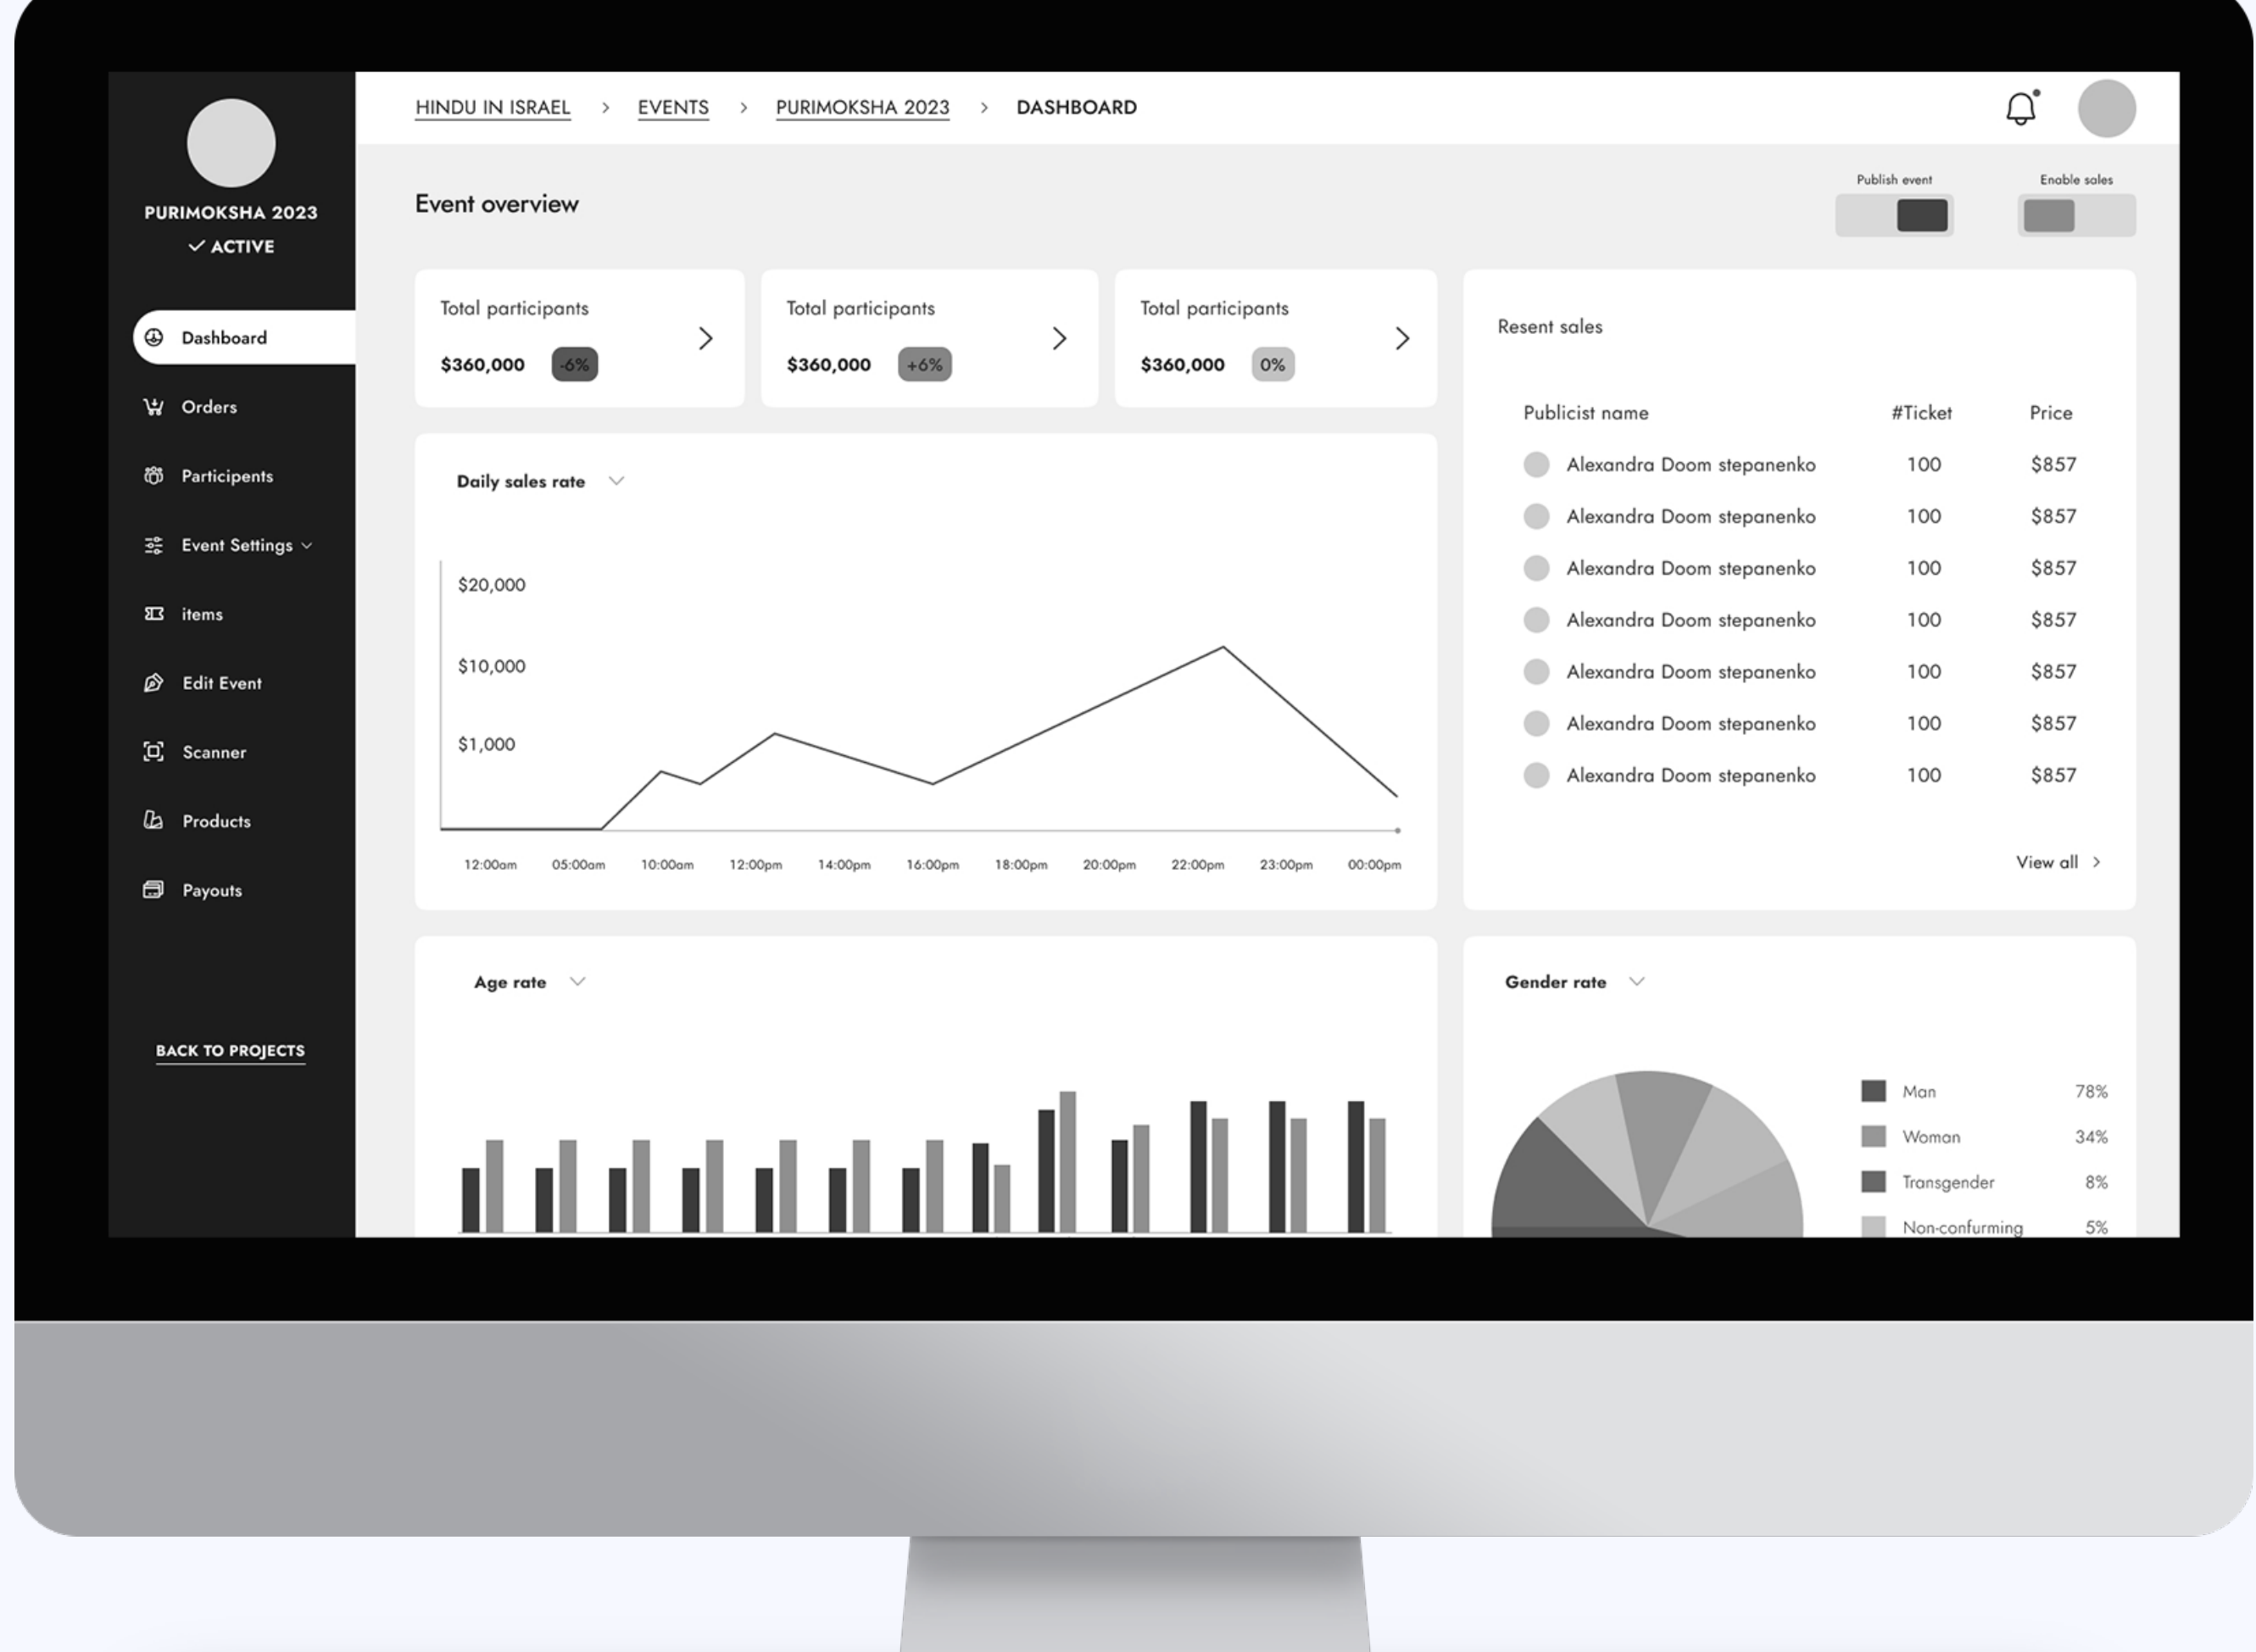 HINDU IN ISRAEL > EVENTS > PURIMOKSHA 2023 > DASHBOARD
PURIMOKSHA 2023
ACTIVE
Dashboard
Orders
Participents
Event Settings
items
Edit Event
Scanner
Products
Payouts
BACK TO PROJECTS
Event overview
Publish event
Enable sales
Total participants
$360,000 -6%
Total participants
$360,000 +6%
Total participants
$360,000 0%
Daily sales rate
$20,000
$10,000
$1,000
12:00am 05:00am 10:00am 12:00pm 14:00pm 16:00pm 18:00pm 20:00pm 22:00pm 23:00pm 00:00pm
Resent sales
Publicist name #Ticket Price
Alexandra Doom stepanenko 100 $857
Alexandra Doom stepanenko 100 $857
Alexandra Doom stepanenko 100 $857
Alexandra Doom stepanenko 100 $857
Alexandra Doom stepanenko 100 $857
Alexandra Doom stepanenko 100 $857
Alexandra Doom stepanenko 100 $857
View all >
Age rate
Gender rate
Man 78%
Woman 34%
Transgender 8%
Non-confurming 5%